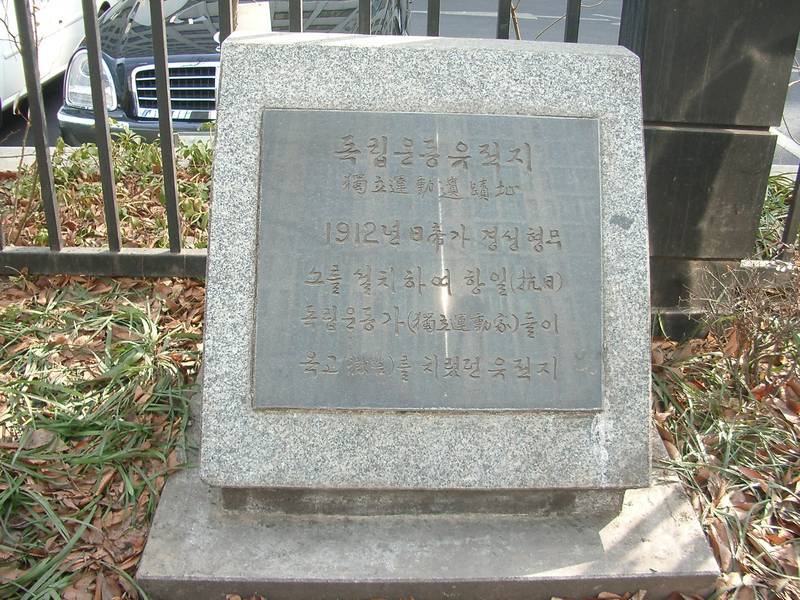 독립운동유적지
獨立運動遺蹟址
1912년 日帝가 경성형무
소를 설치하여 항일(抗日)
독립운동가(獨立運動家)들이
옥고(獄苦)를 치렀던 유적지